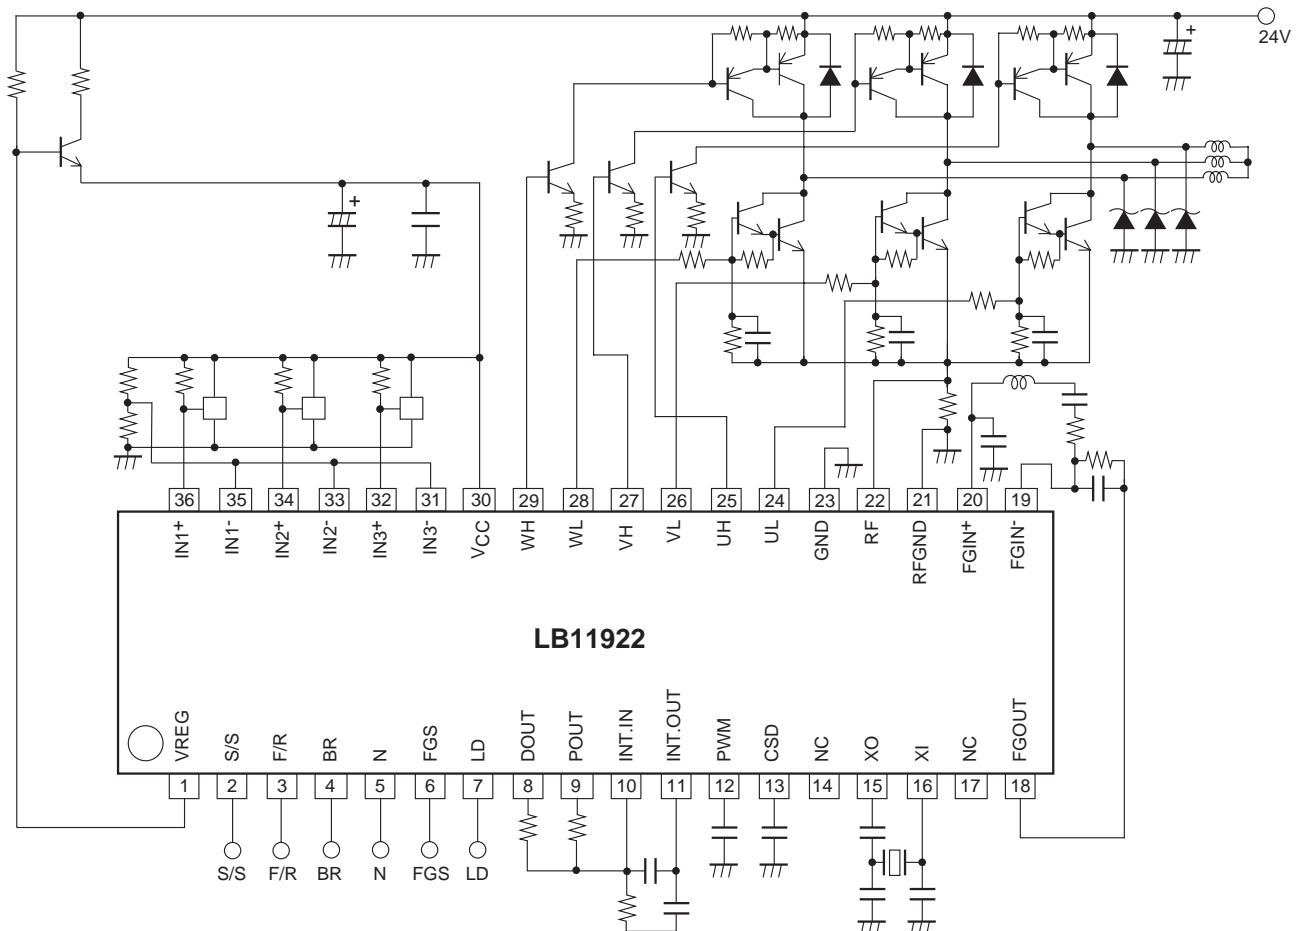 +
24V
+
36 35 34 33 32 31 30 29 28 27 26 25 24 23 22 21 20 19
IN1+ IN1- IN2+ IN2- IN3+ IN3- VCC WH WL VH VL UH UL GND RF RFGND FGIN+ FGIN-
LB11922
VREG S/S F/R BR N FGS LD DOUT POUT INT.IN INT.OUT PWM CSD NC XO XI NC FGOUT
1 2 3 4 5 6 7 8 9 10 11 12 13 14 15 16 17 18
S/S F/R BR N FGS LD